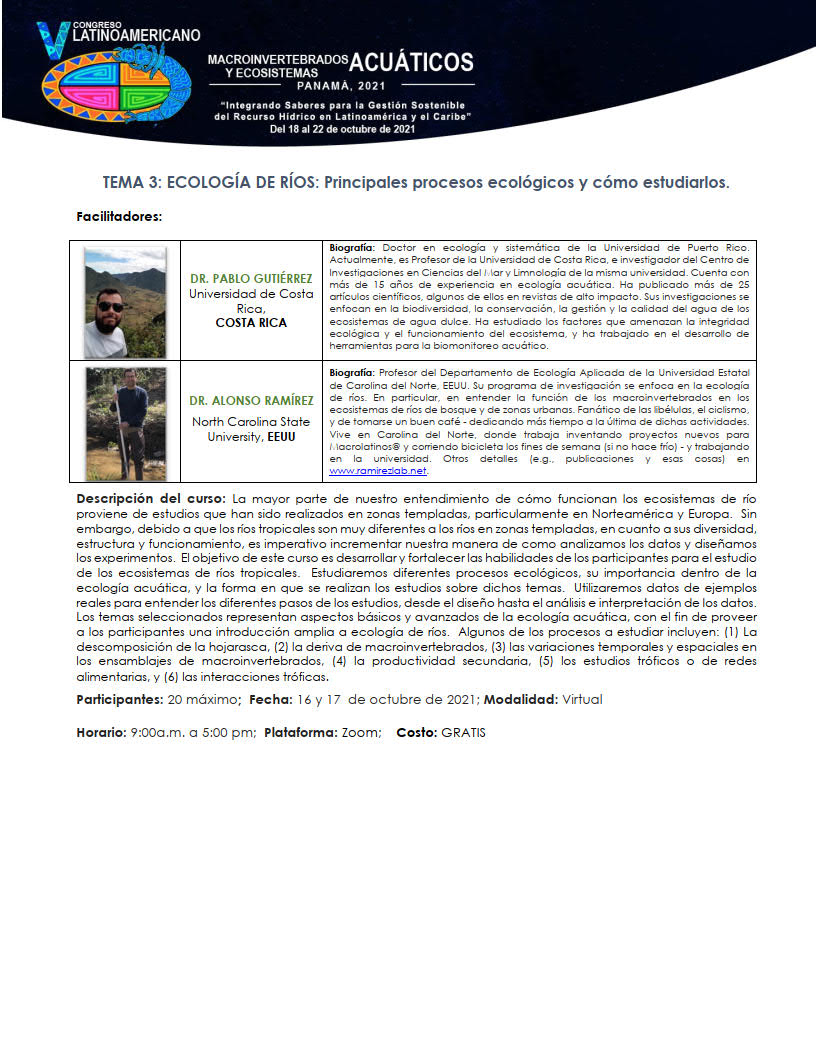 V CONGRESO
LATINOAMERICANO
MACROINVERTEBRADOS
Y ECOSISTEMAS
ACUÁTICOS
PANAMÁ, 2021
“Integrando Saberes para la Gestión Sostenible
del Recurso Hídrico en Latinoamérica y el Caribe”
Del 18 al 22 de octubre de 2021
TEMA 3: ECOLOGÍA DE RÍOS: Principales procesos ecológicos y cómo estudiarlos.
Facilitadores:
DR. PABLO GUTIÉRREZ
Universidad de Costa
Rica,
COSTA RICA
Biografía: Doctor en ecología y sistemática de la Universidad de Puerto Rico.
Actualmente, es Profesor de la Universidad de Costa Rica, e investigador del Centro de
Investigaciones en Ciencias del Mar y Limnología de la misma universidad. Cuenta con
más de 15 años de experiencia en ecología acuática. Ha publicado más de 25
artículos científicos, algunos de ellos en revistas de alto impacto. Sus investigaciones se
enfocan en la biodiversidad, la conservación, la gestión y la calidad del agua de los
ecosistemas de agua dulce. Ha estudiado los factores que amenazan la integridad
ecológica y el funcionamiento del ecosistema, y ha trabajado en el desarrollo de
herramientas para la biomonitoreo acuático.
DR. ALONSO RAMÍREZ
North Carolina State
University, EEUU
Biografía: Profesor del Departamento de Ecología Aplicada de la Universidad Estatal
de Carolina del Norte, EEUU. Su programa de investigación se enfoca en la ecología
de ríos. En particular, en entender la función de los macroinvertebrados en los
ecosistemas de ríos de bosque y de zonas urbanas. Fanático de las libélulas, el ciclismo,
y de tomarse un buen café - dedicando más tiempo a la última de dichas actividades.
Vive en Carolina del Norte, donde trabaja inventando proyectos nuevos para
Macrolatinos@ y corriendo bicicleta los fines de semana (si no hace frío) - y trabajando
en la universidad. Otros detalles (e.g., publicaciones y esas cosas) en
www.ramirezlab.net.
Descripción del curso: La mayor parte de nuestro entendimiento de cómo funcionan los ecosistemas de río
proviene de estudios que han sido realizados en zonas templadas, particularmente en Norteamérica y Europa. Sin
embargo, debido a que los ríos tropicales son muy diferentes a los ríos en zonas templadas, en cuanto a sus diversidad,
estructura y funcionamiento, es imperativo incrementar nuestra manera de como analizamos los datos y diseñamos
los experimentos. El objetivo de este curso es desarrollar y fortalecer las habilidades de los participantes para el estudio
de los ecosistemas de ríos tropicales. Estudiaremos diferentes procesos ecológicos, su importancia dentro de la
ecología acuática, y la forma en que se realizan los estudios sobre dichos temas. Utilizaremos datos de ejemplos
reales para entender los diferentes pasos de los estudios, desde el diseño hasta el análisis e interpretación de los datos.
Los temas seleccionados representan aspectos básicos y avanzados de la ecología acuática, con el fin de proveer
a los participantes una introducción amplia a ecología de ríos. Algunos de los procesos a estudiar incluyen: (1) La
descomposición de la hojarasca, (2) la deriva de macroinvertebrados, (3) las variaciones temporales y espaciales en
los ensamblajes de macroinvertebrados, (4) la productividad secundaria, (5) los estudios tróficos o de redes
alimentarias, y (6) las interacciones tróficas.
Participantes: 20 máximo; Fecha: 16 y 17 de octubre de 2021; Modalidad: Virtual
Horario: 9:00a.m. a 5:00 pm; Plataforma: Zoom; Costo: GRATIS